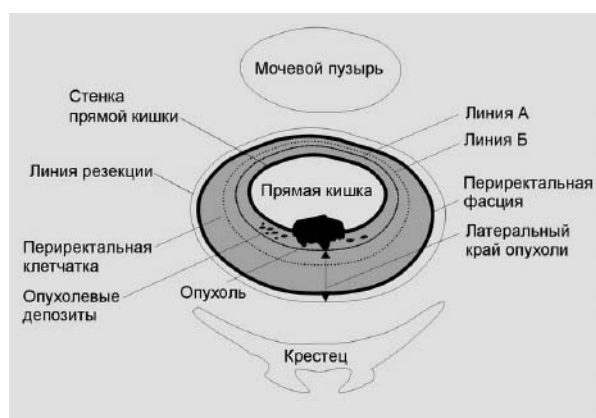 Мочевой пузырь
Стенка
прямой кишки
Линия А
Линия Б
Линия резекции
Прямая кишка
Периректальная
фасция
Латеральный
край опухоли
Периректальная
клетчатка
Опухоль
Опухолевые
депозиты
Крестец